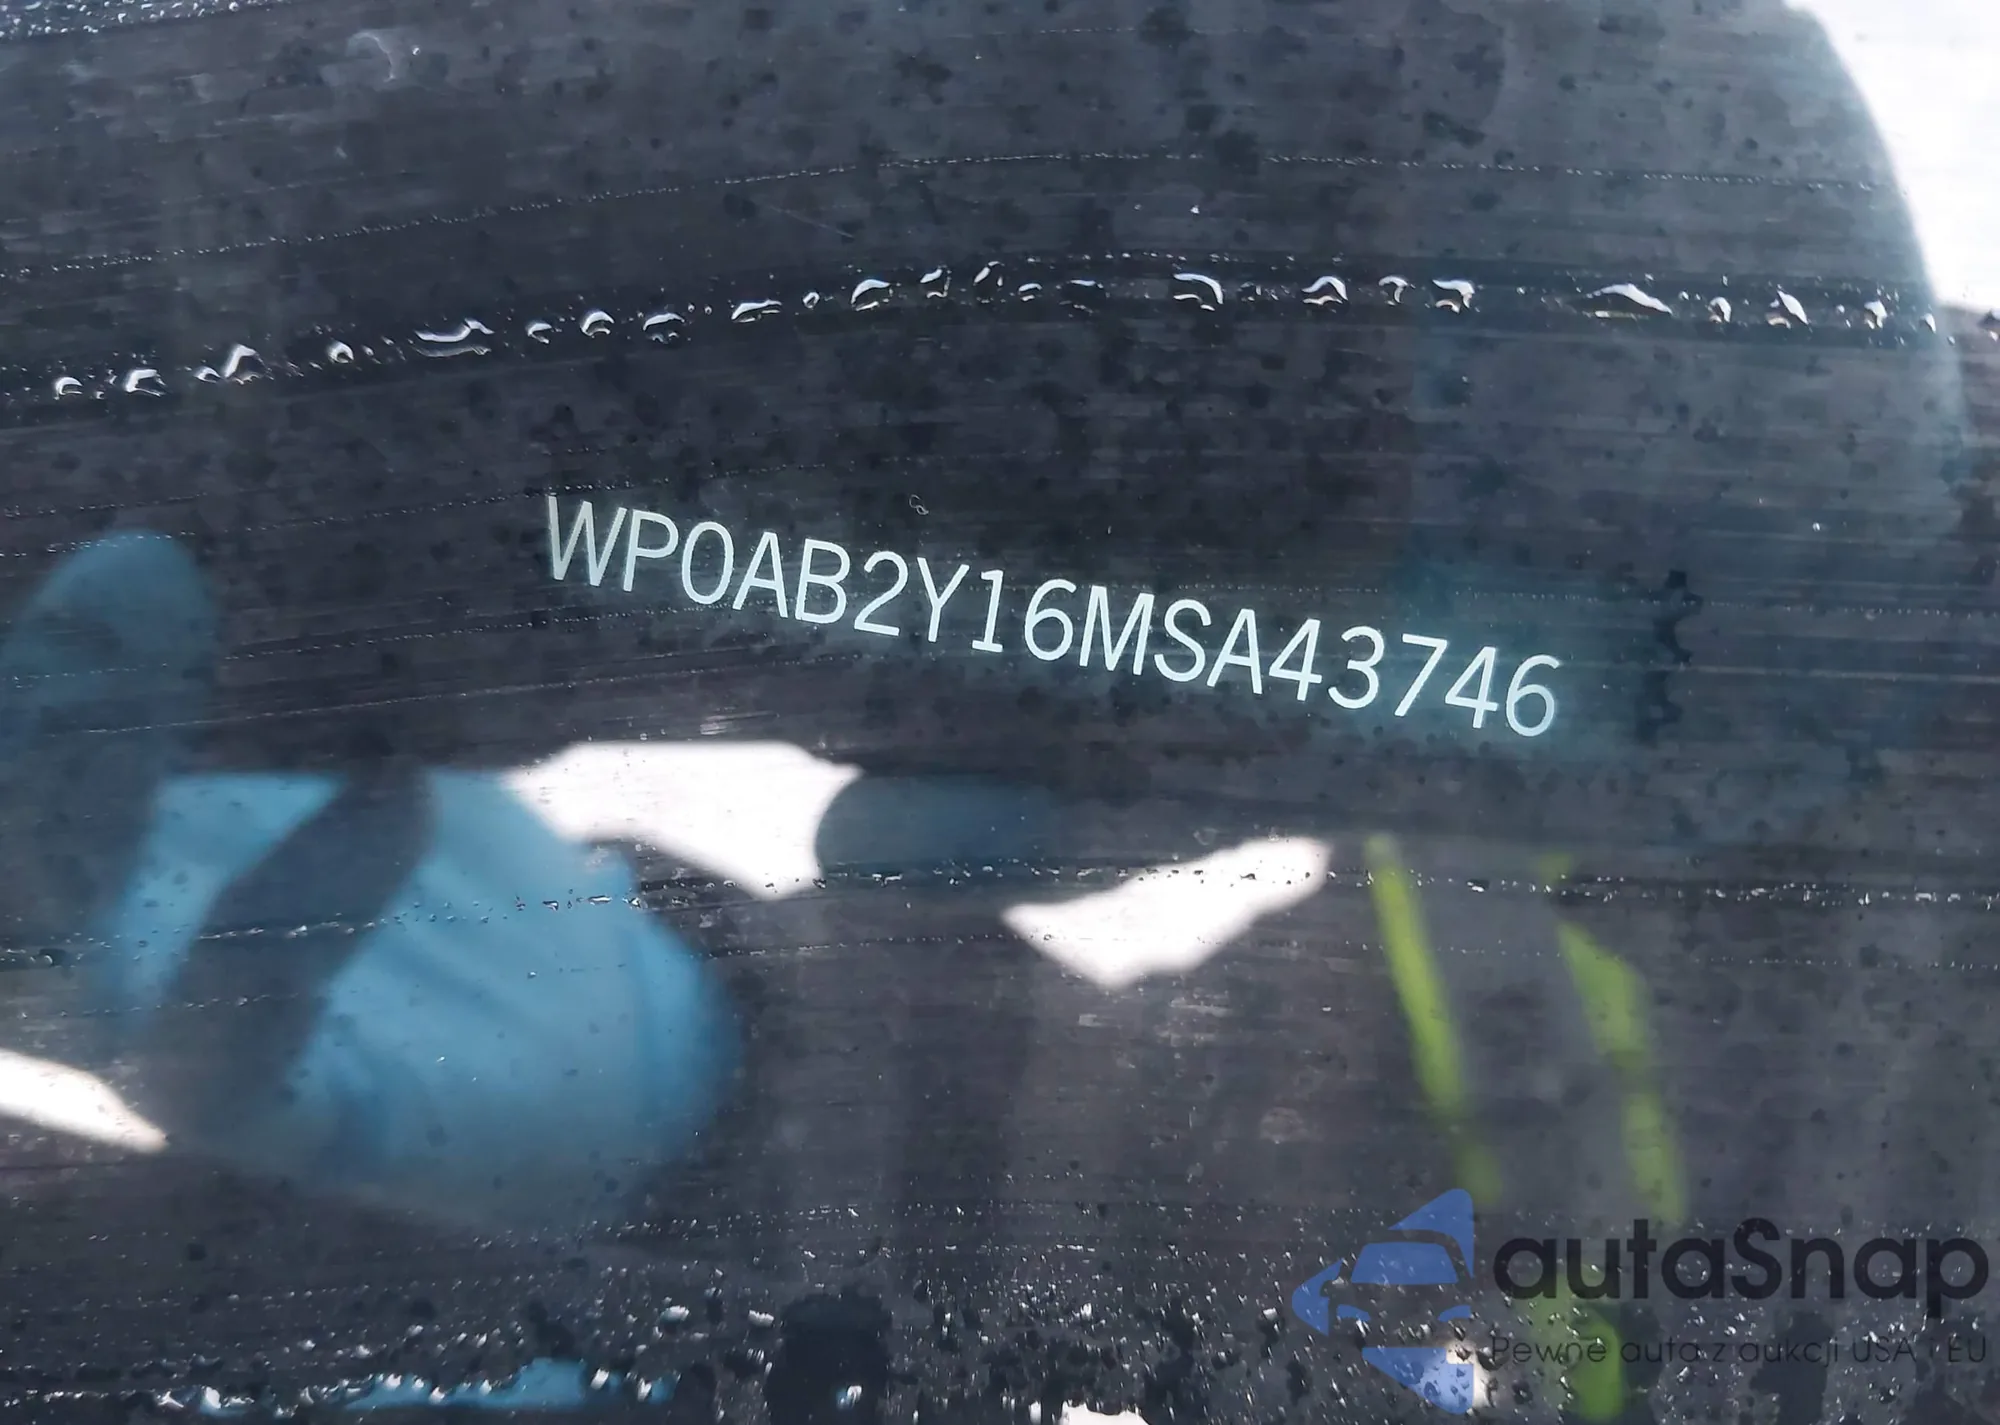 WP0AB2Y16MSA43746
autaSnap
Pewne auta z aukcji USA i EU